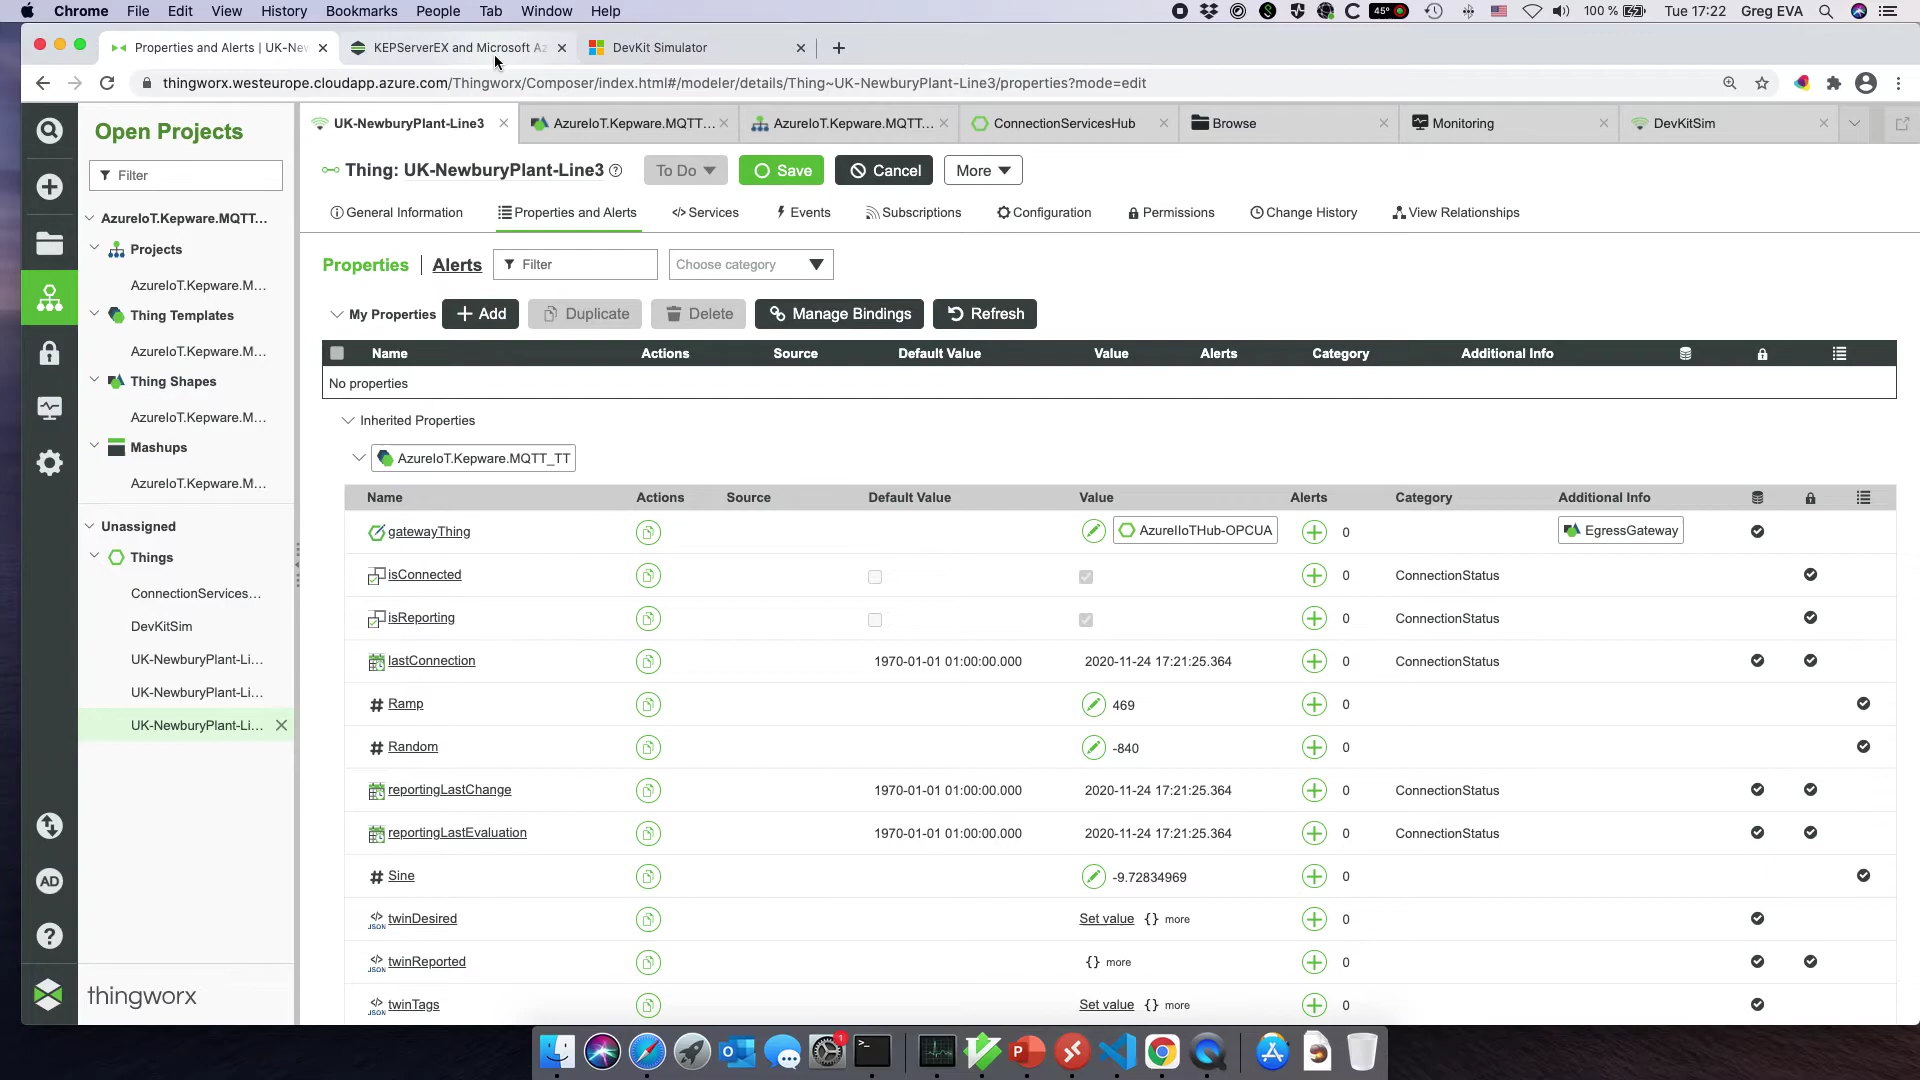 Chrome File Edit View History Bookmarks People Tab Window Help 45° 100 % Tue 17:22 Greg EVA
Properties and Alerts | UK-Nev KEPServerEX and Microsoft Az DevKit Simulator
thingworx.westeurope.cloudapp.azure.com/Thingworx/Composer/index.html#/modeler/details/Thing~UK-NewburyPlant-Line3/properties?mode=edit
Open Projects
Filter
AzureIoT.Kepware.MQTT...
Projects
AzureIoT.Kepware.M...
Thing Templates
AzureIoT.Kepware.M...
Thing Shapes
AzureIoT.Kepware.M...
Mashups
AzureIoT.Kepware.M...
Unassigned
Things
ConnectionServices...
DevKitSim
UK-NewburyPlant-Li...
UK-NewburyPlant-Li...
UK-NewburyPlant-Li...
AD
thingworx
UK-NewburyPlant-Line3 AzureIoT.Kepware.MQTT... AzureIoT.Kepware.MQTT... ConnectionServicesHub Browse Monitoring DevKitSim
Thing: UK-NewburyPlant-Line3 To Do Save Cancel More
General Information Properties and Alerts Services Events Subscriptions Configuration Permissions Change History View Relationships
Properties | Alerts Filter Choose category
My Properties Add Duplicate Delete Manage Bindings Refresh
Name Actions Source Default Value Value Alerts Category Additional Info
No properties
Inherited Properties
AzureIoT.Kepware.MQTT_TT
Name Actions Source Default Value Value Alerts Category Additional Info
gatewayThing AzureIIoTHub-OPCUA 0 EgressGateway
isConnected 0 ConnectionStatus
isReporting 0 ConnectionStatus
lastConnection 1970-01-01 01:00:00.000 2020-11-24 17:21:25.364 0 ConnectionStatus
# Ramp 469 0
# Random -840 0
reportingLastChange 1970-01-01 01:00:00.000 2020-11-24 17:21:25.364 0 ConnectionStatus
reportingLastEvaluation 1970-01-01 01:00:00.000 2020-11-24 17:21:25.364 0 ConnectionStatus
# Sine -9.72834969 0
</> JSON twinDesired Set value {} more 0
</> JSON twinReported {} more 0
</> JSON twinTags Set value {} more 0